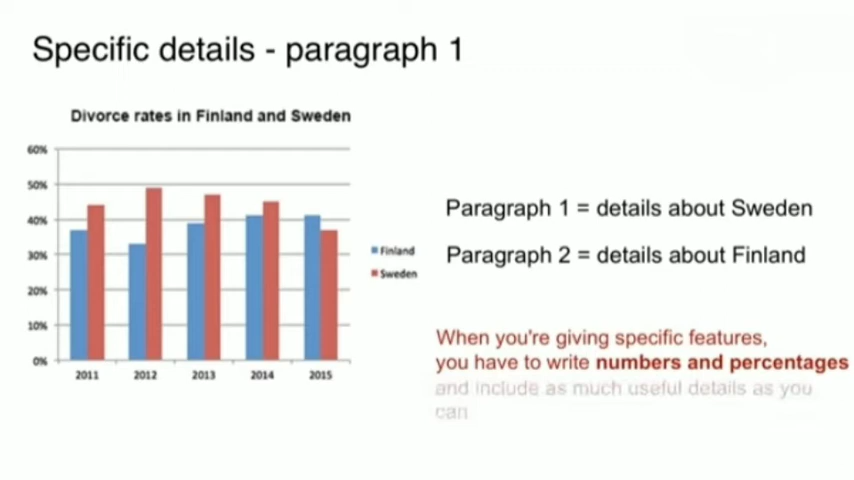 Specific details - paragraph 1
Divorce rates in Finland and Sweden
60%
50%
40%
30%
20%
10%
0%
2011 2012 2013 2014 2015
Finland
Sweden
Paragraph 1 = details about Sweden
Paragraph 2 = details about Finland
When you're giving specific features,
you have to write numbers and percentages
and include as much useful details as you
can